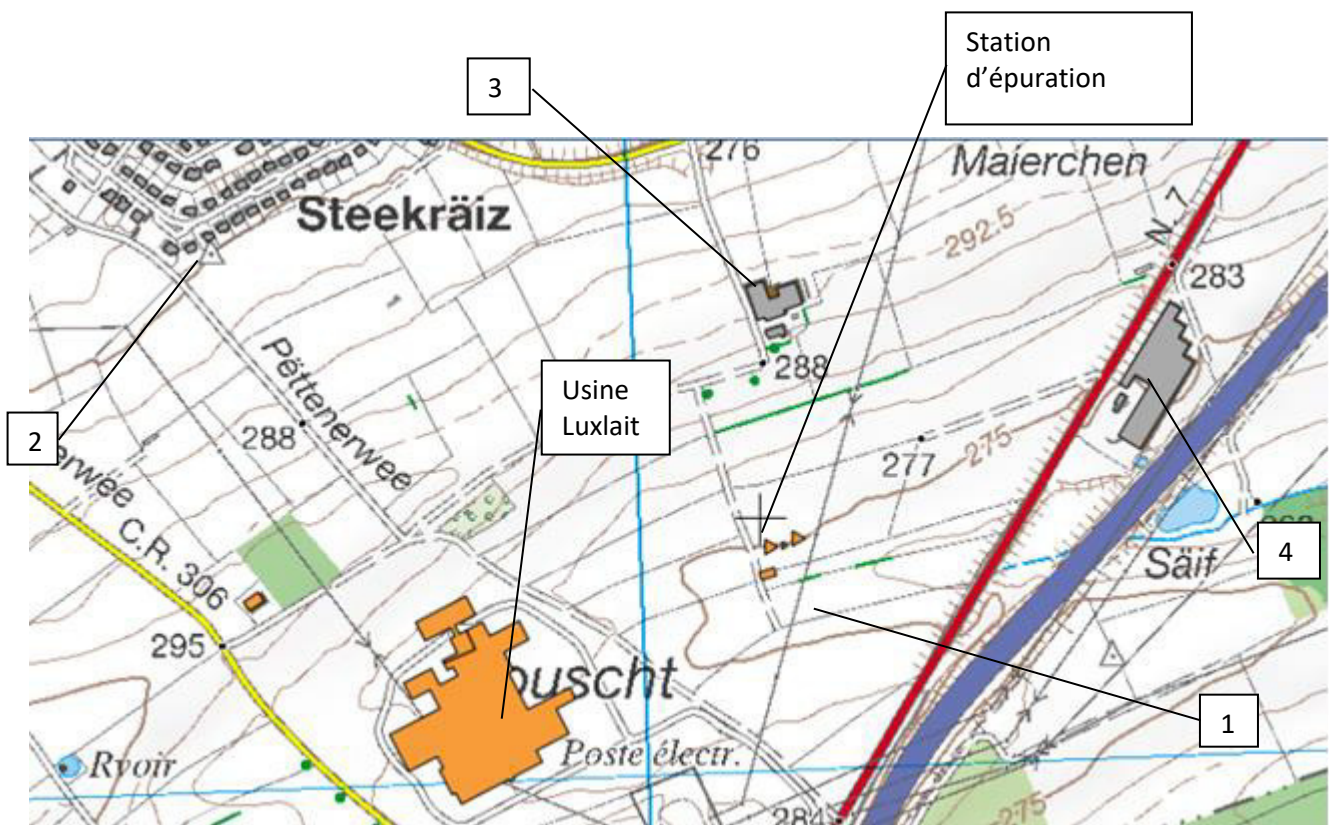 Station
d'épuration
3
276
Maierchen
Steekräiz
292.5
N. 7
283
Pëttenerwee
288
Usine
Luxlait
288
2
erwee
C.R. 306
277
275
Säif
4
295
ouscht
1
Rvoir
Poste électr.
284
275